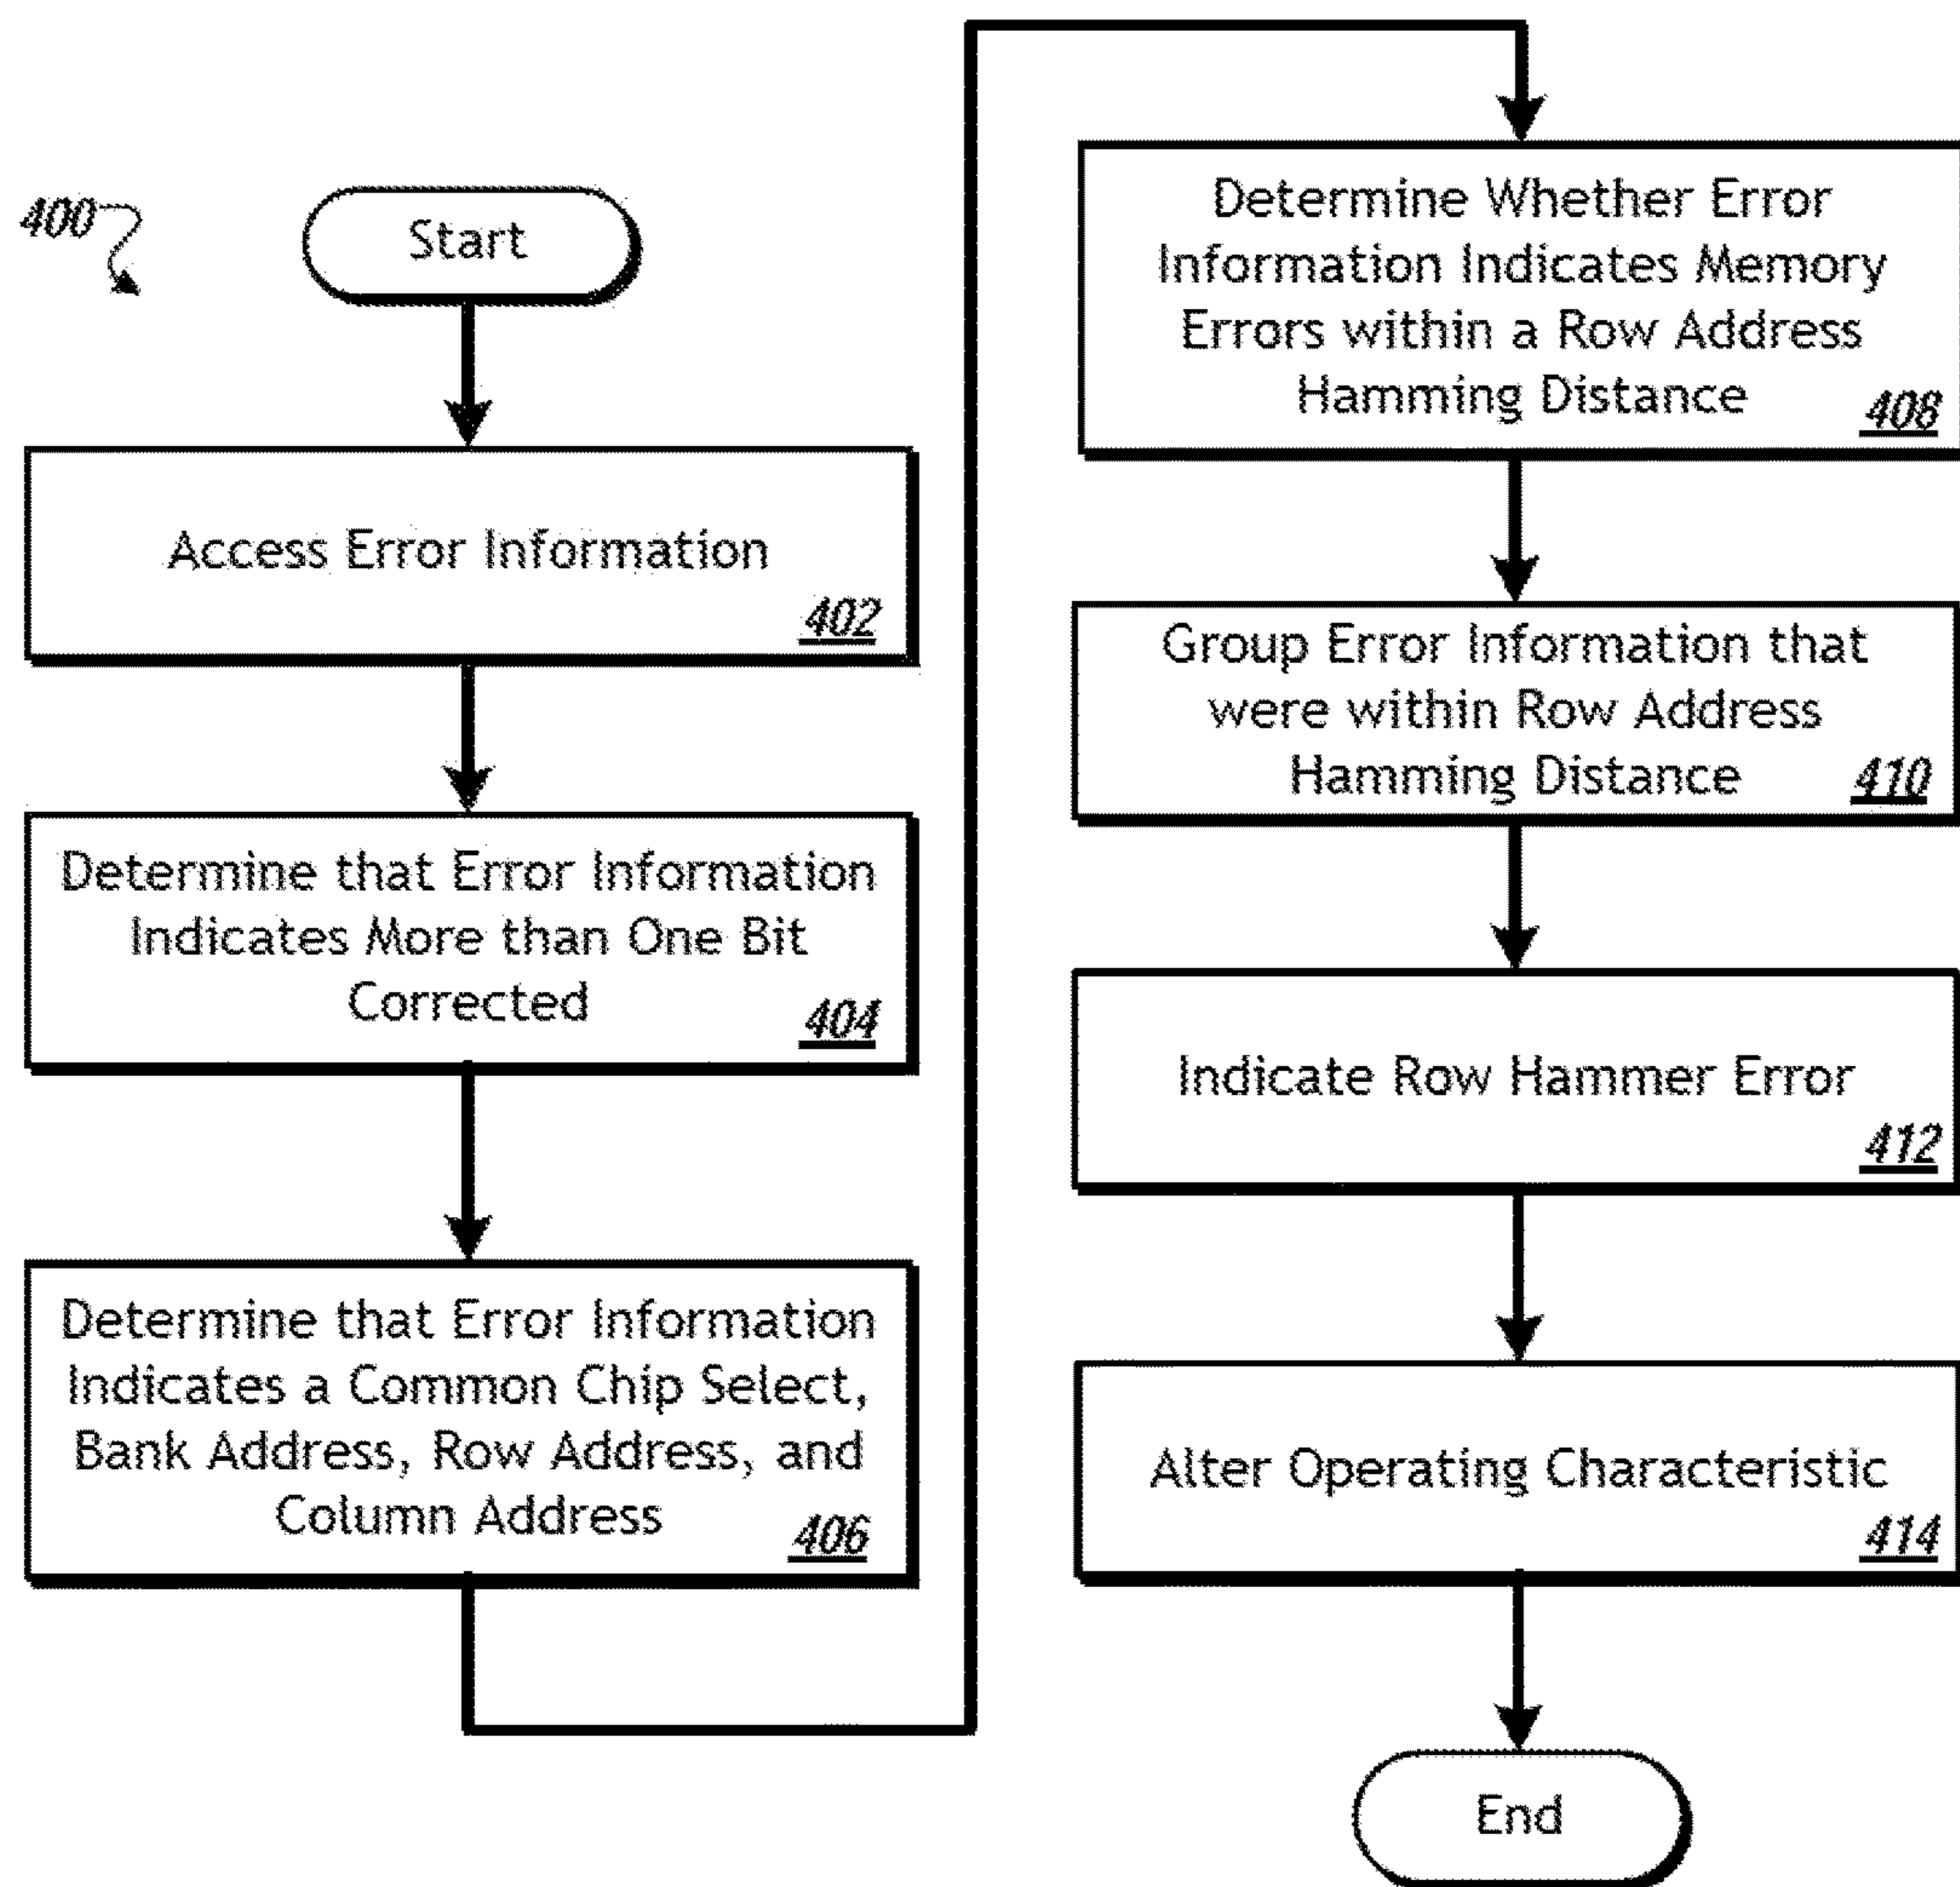 400
Start
Access Error Information
402
Determine that Error Information
Indicates More than One Bit
Corrected
404
Determine that Error Information
Indicates a Common Chip Select,
Bank Address, Row Address, and
Column Address
406
Determine Whether Error
Information Indicates Memory
Errors within a Row Address
Hamming Distance
408
Group Error Information that
were within Row Address
Hamming Distance
410
Indicate Row Hammer Error
412
Alter Operating Characteristic
414
End